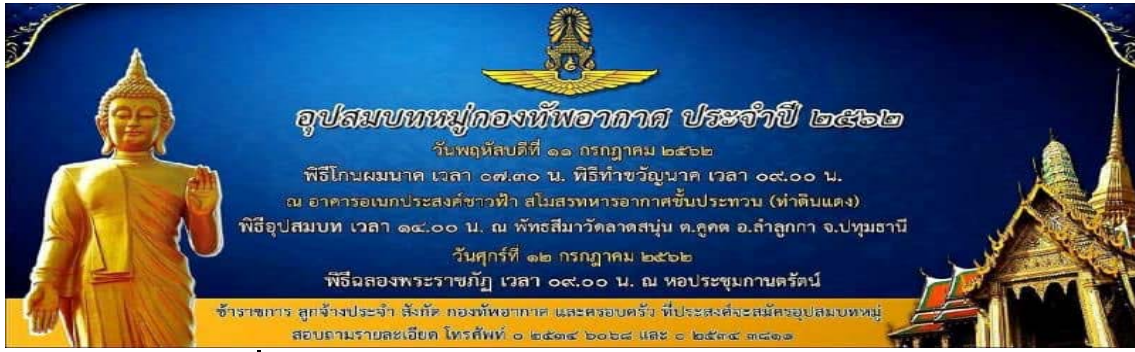 อุปสมบทหมู่กองทัพอากาศ ประจำปี ๒๕๖๒
วันพฤหัสบดีที่ ๑๑ กรกฎาคม ๒๕๖๒
พิธีโกนผมนาค เวลา ๐๗.๓๐ น. พิธีทำขวัญนาค เวลา ๐๙.๐๐ น.
ณ อาคารอเนกประสงค์ชาวฟ้า สโมสรทหารอากาศชั้นประทวน (ท่าดินแดง)
พิธีอุปสมบท เวลา ๑๔.๐๐ น. ณ พัทธสีมาวัดลาดสนุ่น ต.คูคต อ.ลำลูกกา จ.ปทุมธานี
วันศุกร์ที่ ๑๒ กรกฎาคม ๒๕๖๒
พิธีฉลองพระราชภัฏ เวลา ๐๙.๐๐ น. ณ หอประชุมกานตรัตน์
ข้าราชการ ลูกจ้างประจำ สังกัด กองทัพอากาศ และครอบครัว ที่ประสงค์จะสมัครอุปสมบทหมู่
สอบถามรายละเอียด โทรศัพท์ ๐ ๒๕๓๔ ๖๐๖๘ และ ๐ ๒๕๓๔ ๓๘๑๑